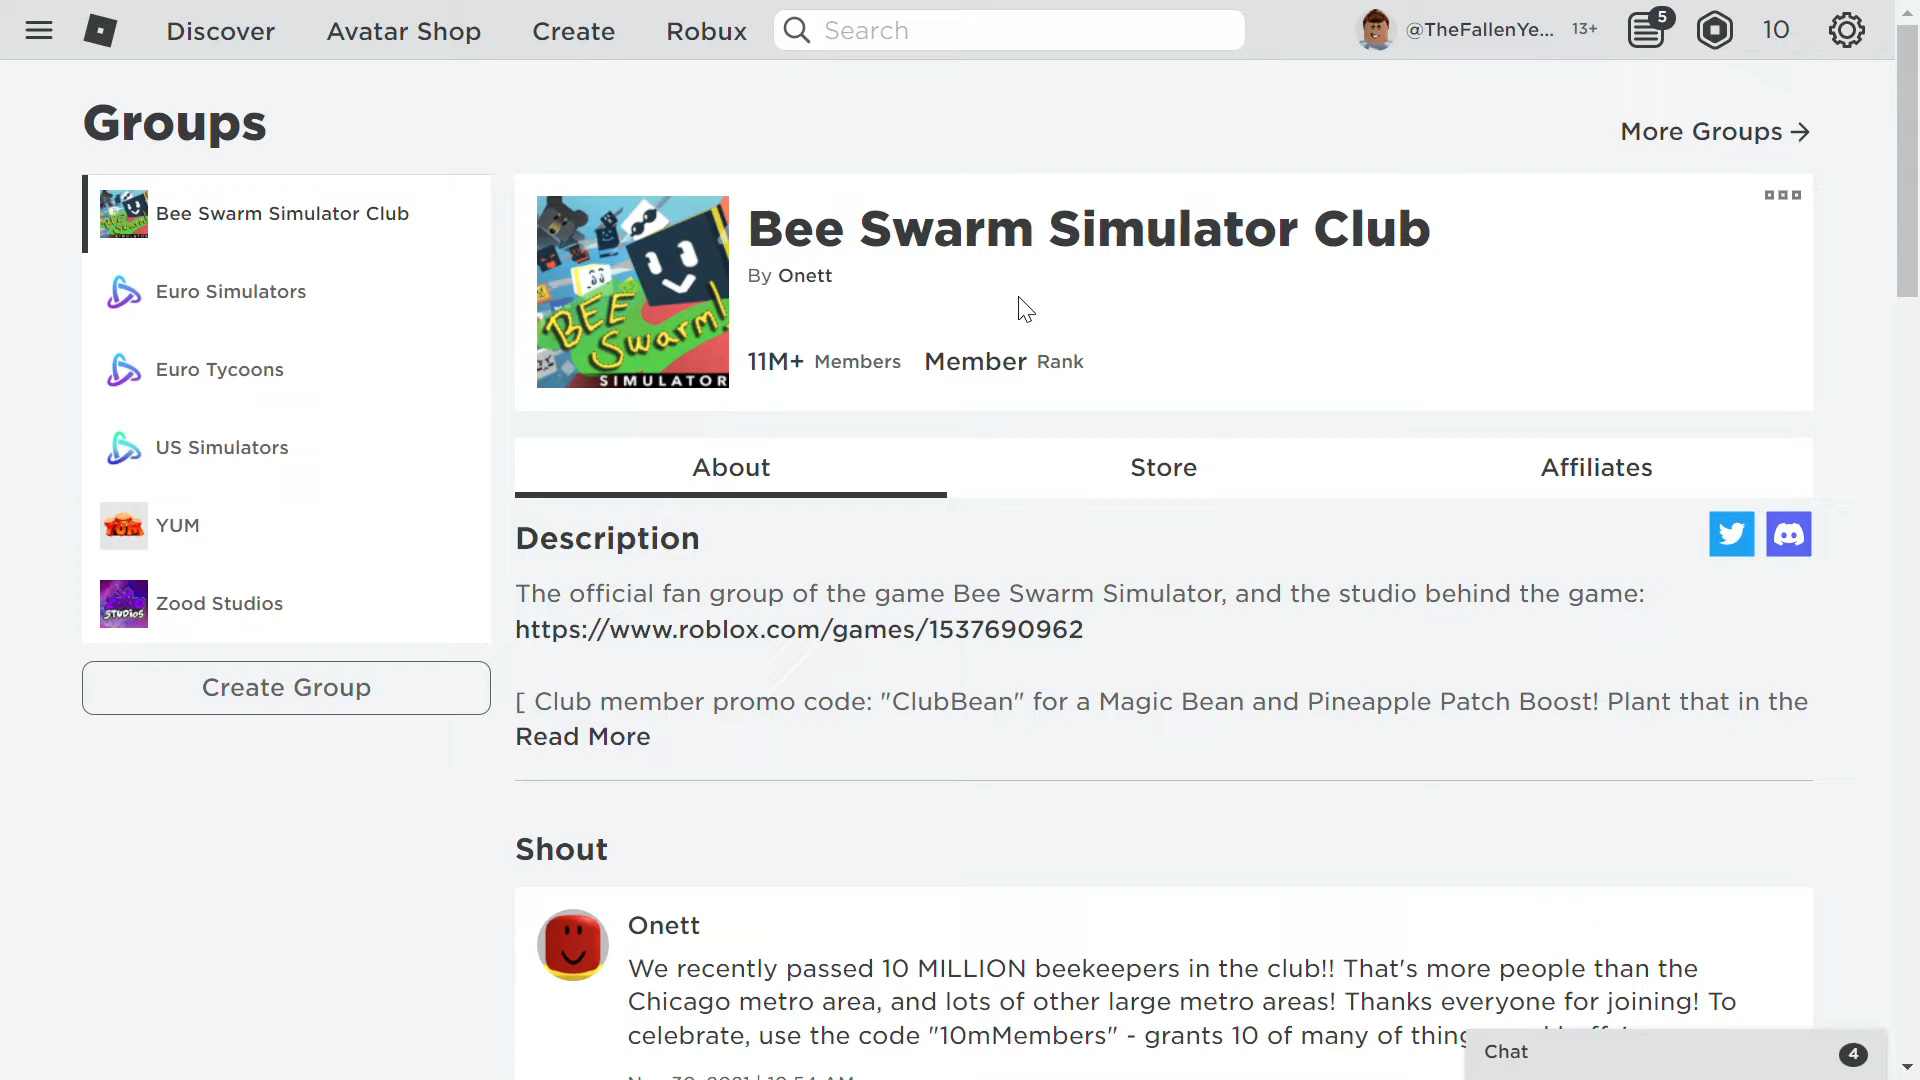 Discover
Avatar Shop
Create
Robux
Search
@TheFallenYe...
13+
5
10
Groups
More Groups
Bee Swarm Simulator Club
Euro Simulators
Euro Tycoons
US Simulators
YUM
Zood Studios
Create Group
BEE
Swarm!
SIMULATOR
Bee Swarm Simulator Club
By Onett
11M+ Members Member Rank
About
Store
Affiliates
Description
The official fan group of the game Bee Swarm Simulator, and the studio behind the game:
https://www.roblox.com/games/1537690962
[ Club member promo code: "ClubBean" for a Magic Bean and Pineapple Patch Boost! Plant that in the
Read More
Shout
Onett
We recently passed 10 MILLION beekeepers in the club!! That's more people than the
Chicago metro area, and lots of other large metro areas! Thanks everyone for joining! To
celebrate, use the code "10mMembers" - grants 10 of many of
Chat
4